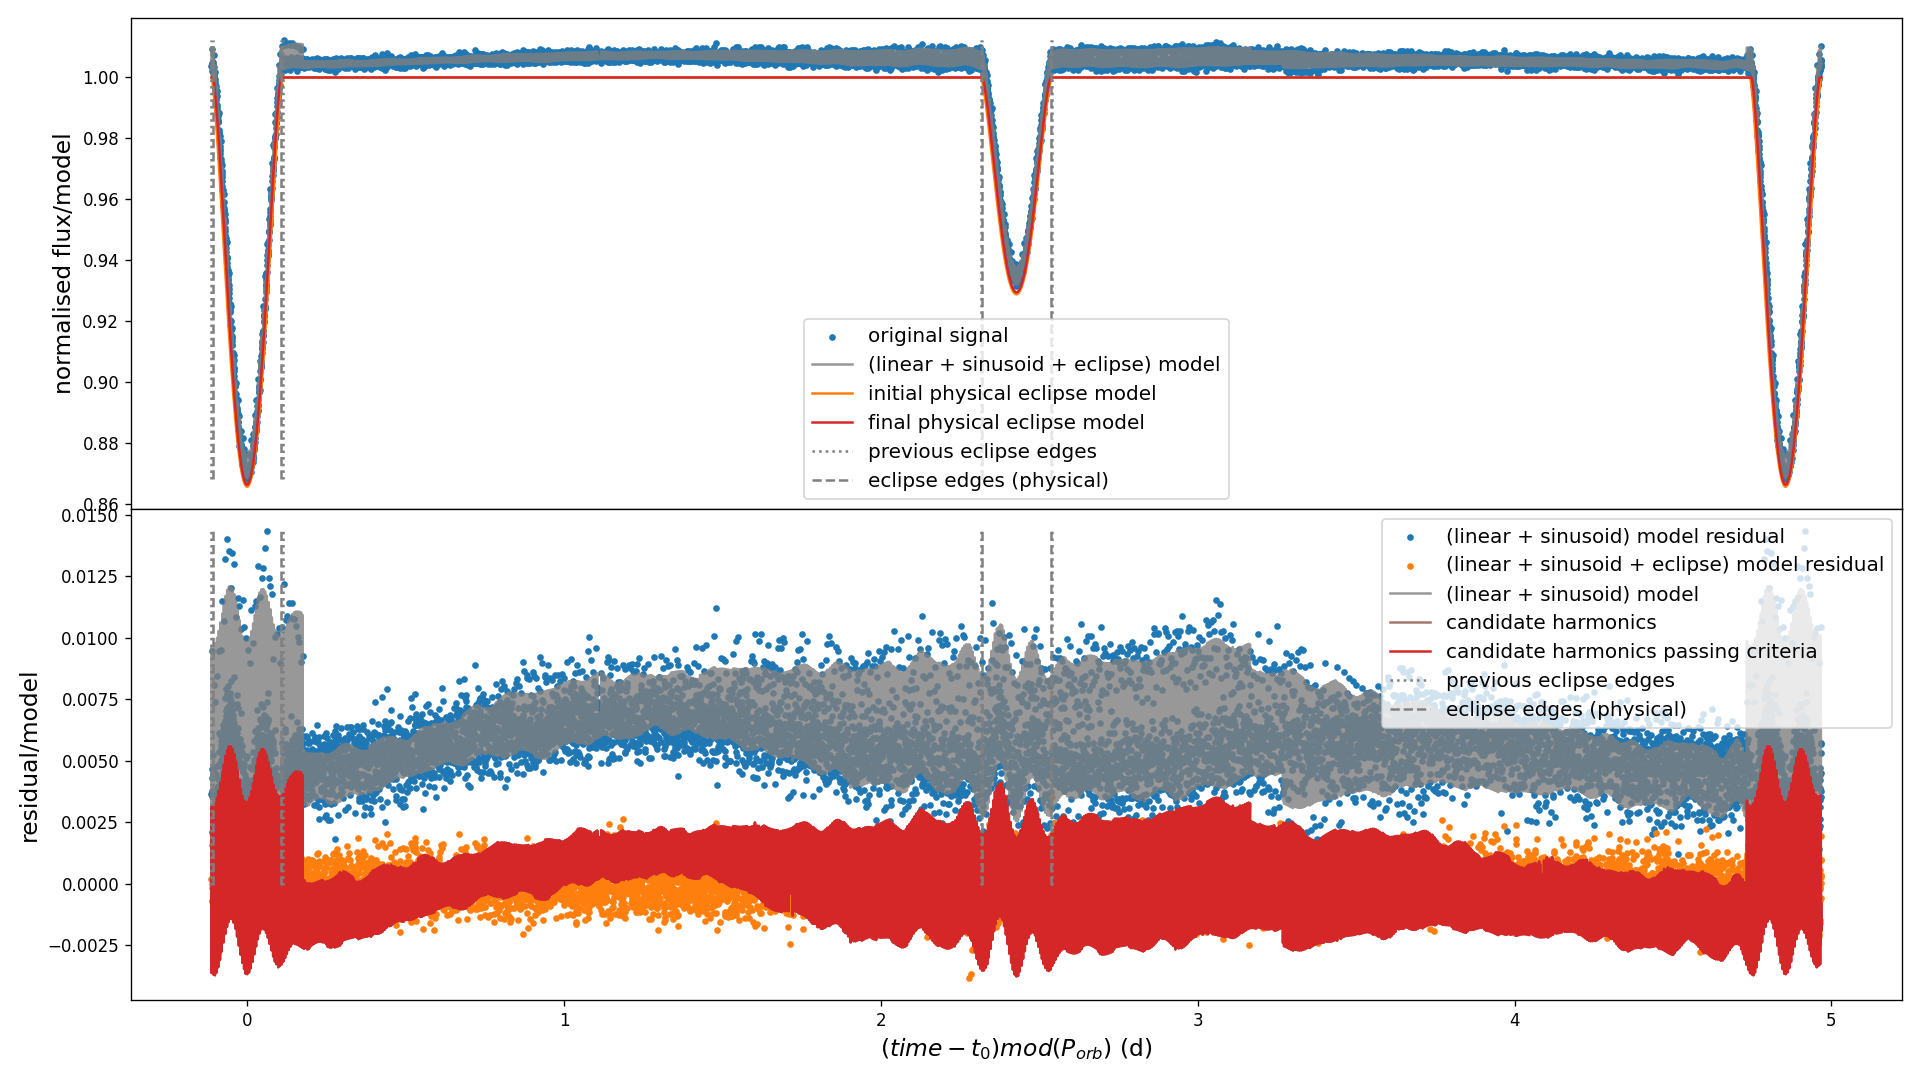 normalised flux/model
1.00
0.98
0.96
0.94
0.92
0.90
0.88
0.86
original signal
(linear + sinusoid + eclipse) model
initial physical eclipse model
final physical eclipse model
previous eclipse edges
eclipse edges (physical)
residual/model
0.0150
0.0125
0.0100
0.0075
0.0050
0.0025
0.0000
−0.0025
(linear + sinusoid) model residual
(linear + sinusoid + eclipse) model residual
(linear + sinusoid) model
candidate harmonics
candidate harmonics passing criteria
previous eclipse edges
eclipse edges (physical)
0 1 2 3 4 5
(time − t₀)mod(Pₒᵣb) (d)